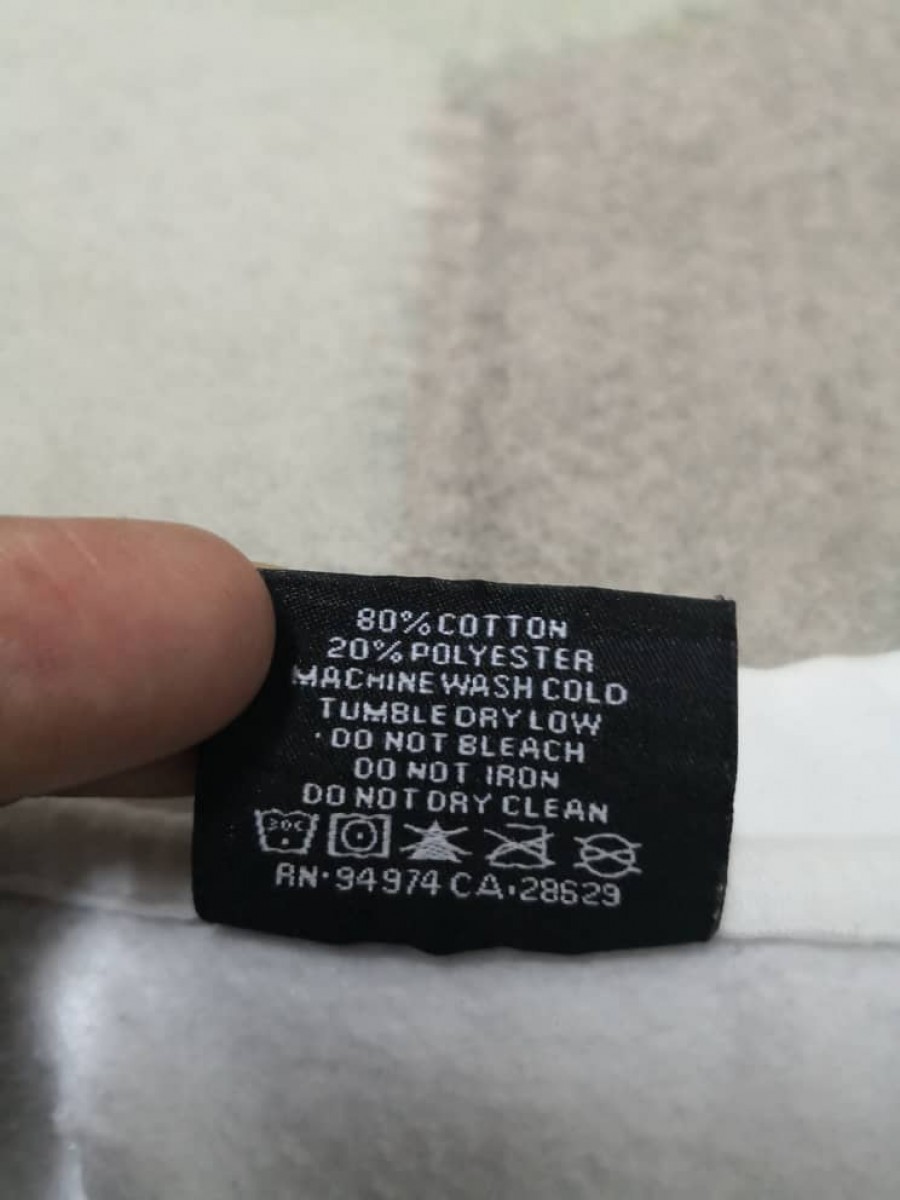 80% COTTON
20% POLYESTER
MACHINE WASH COLD
TUMBLE DRY LOW
DO NOT BLEACH
DO NOT IRON
DO NOT DRY CLEAN
30C
RN·94974 CA·28629